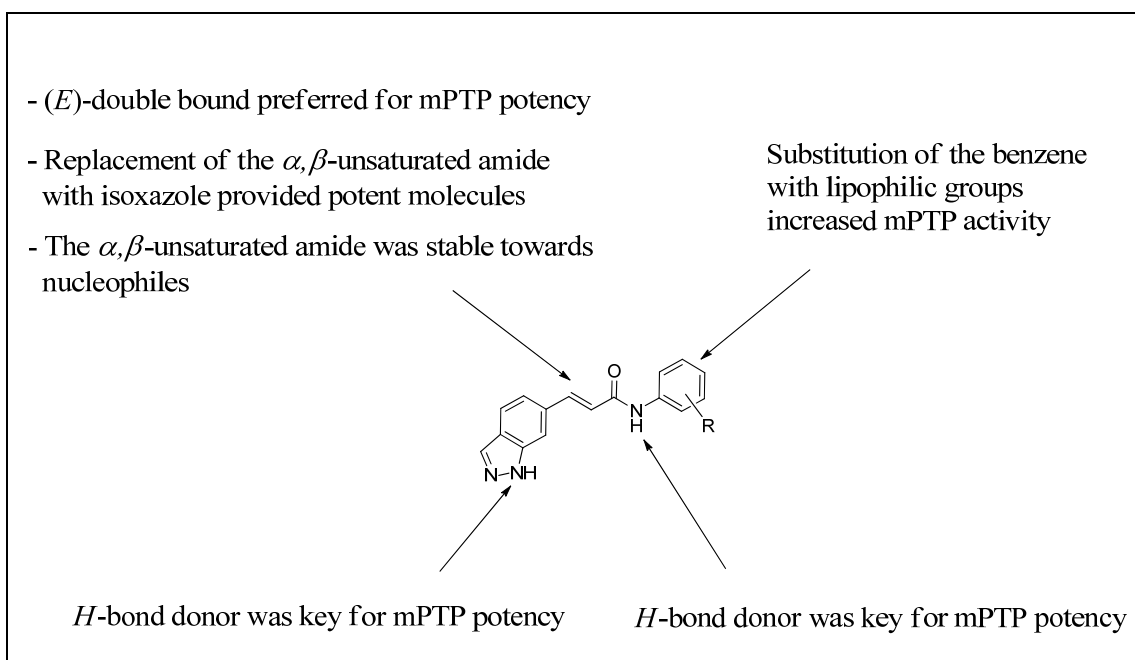 - (E)-double bound preferred for mPTP potency
- Replacement of the α,β-unsaturated amide
with isoxazole provided potent molecules
- The α,β-unsaturated amide was stable towards
nucleophiles
Substitution of the benzene
with lipophilic groups
increased mPTP activity
O
N
H
R
N
NH
H-bond donor was key for mPTP potency
H-bond donor was key for mPTP potency